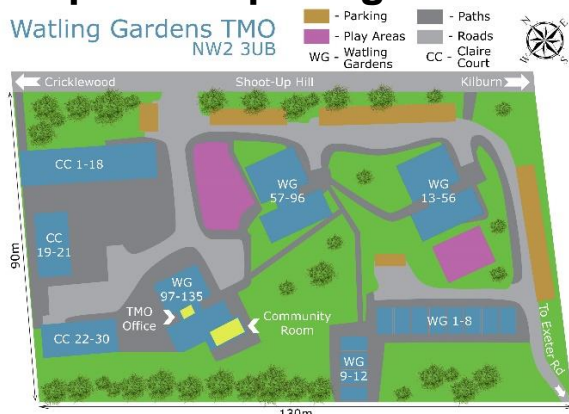 Watling Gardens TMO
NW2 3UB
- Parking
- Play Areas
WG - Watling
Gardens
- Paths
- Roads
CC - Claire
Court
N
E
S
W
Cricklewood
Shoot-Up Hill
Kilburn
CC 1-18
WG
57-96
WG
13-56
CC
19-21
90m
WG
97-135
TMO
Office
Community
Room
CC 22-30
WG 1-8
WG
9-12
To Exeter Rd
130m